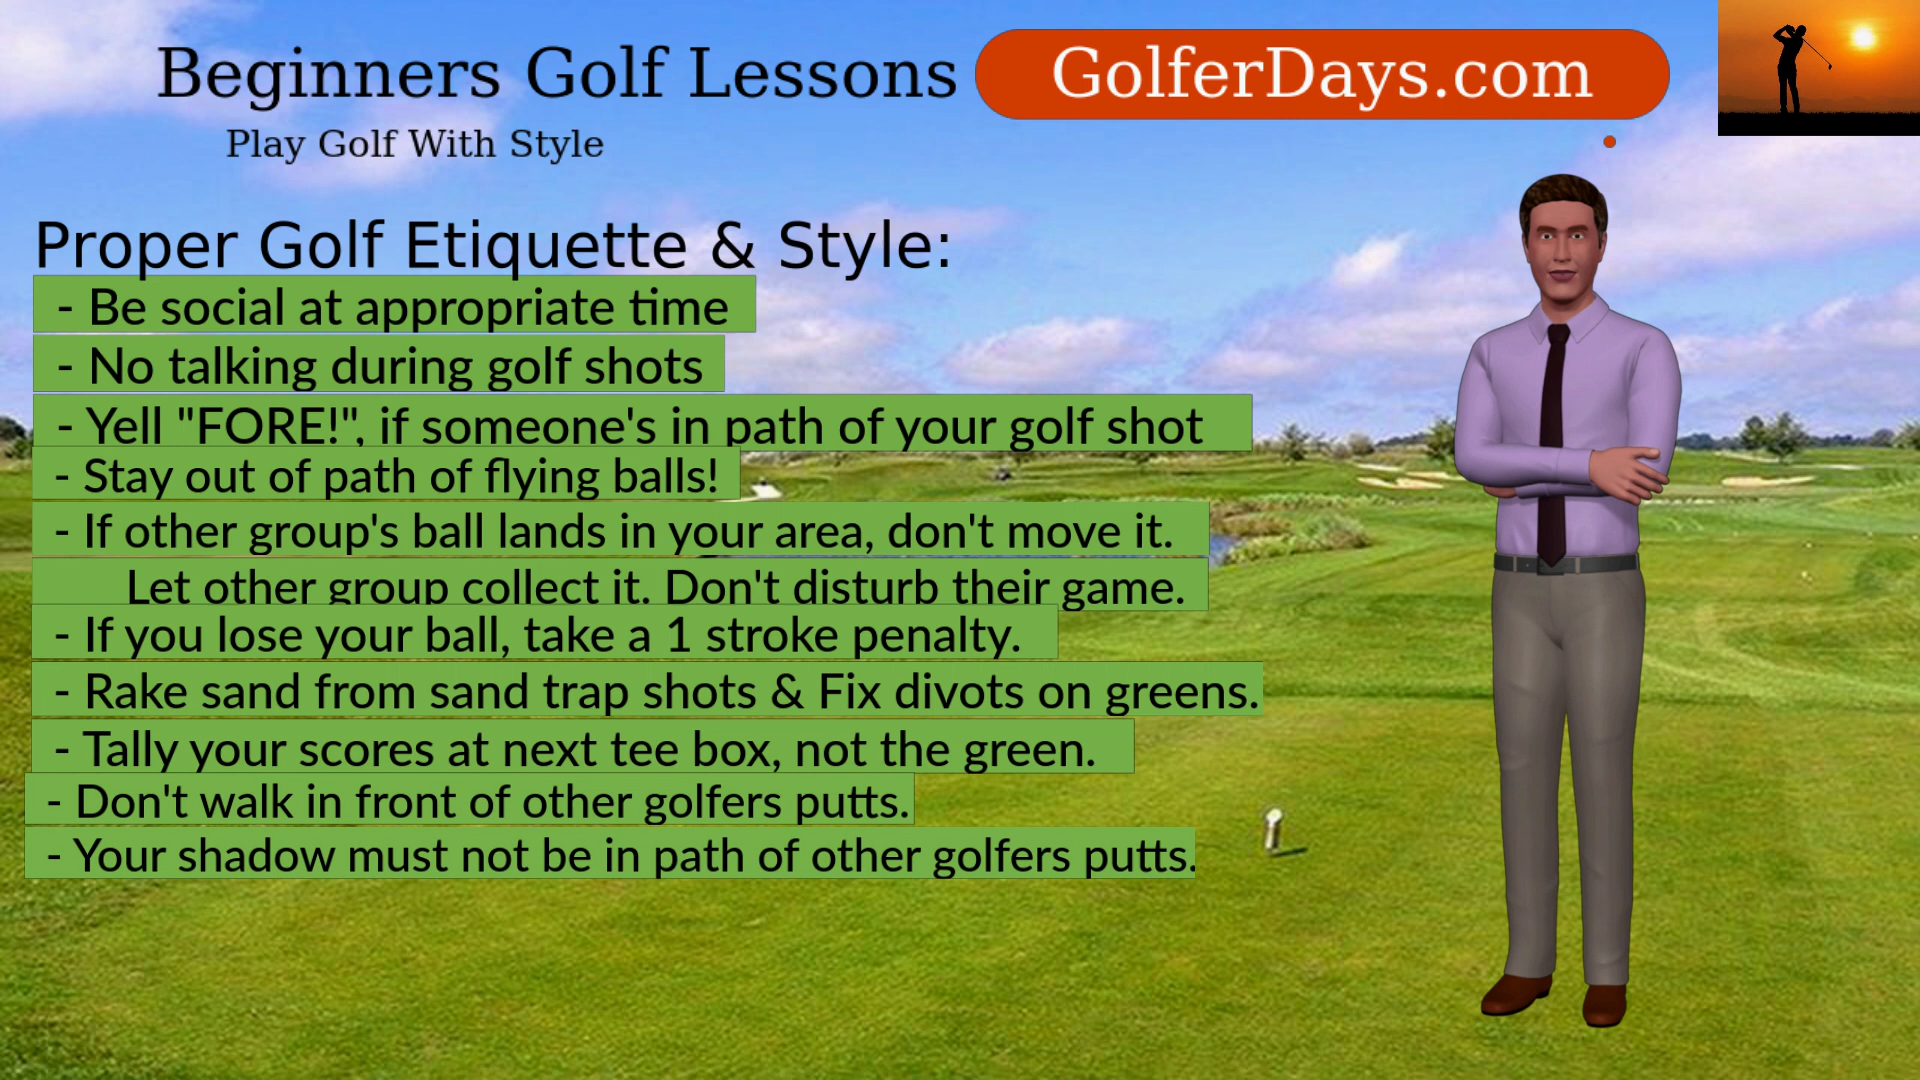 Beginners Golf Lessons
GolferDays.com
Play Golf With Style
Proper Golf Etiquette & Style:
- Be social at appropriate time
- No talking during golf shots
- Yell "FORE!", if someone's in path of your golf shot
- Stay out of path of flying balls!
- If other group's ball lands in your area, don't move it.
Let other group collect it. Don't disturb their game.
- If you lose your ball, take a 1 stroke penalty.
- Rake sand from sand trap shots & Fix divots on greens.
- Tally your scores at next tee box, not the green.
- Don't walk in front of other golfers putts.
- Your shadow must not be in path of other golfers putts.